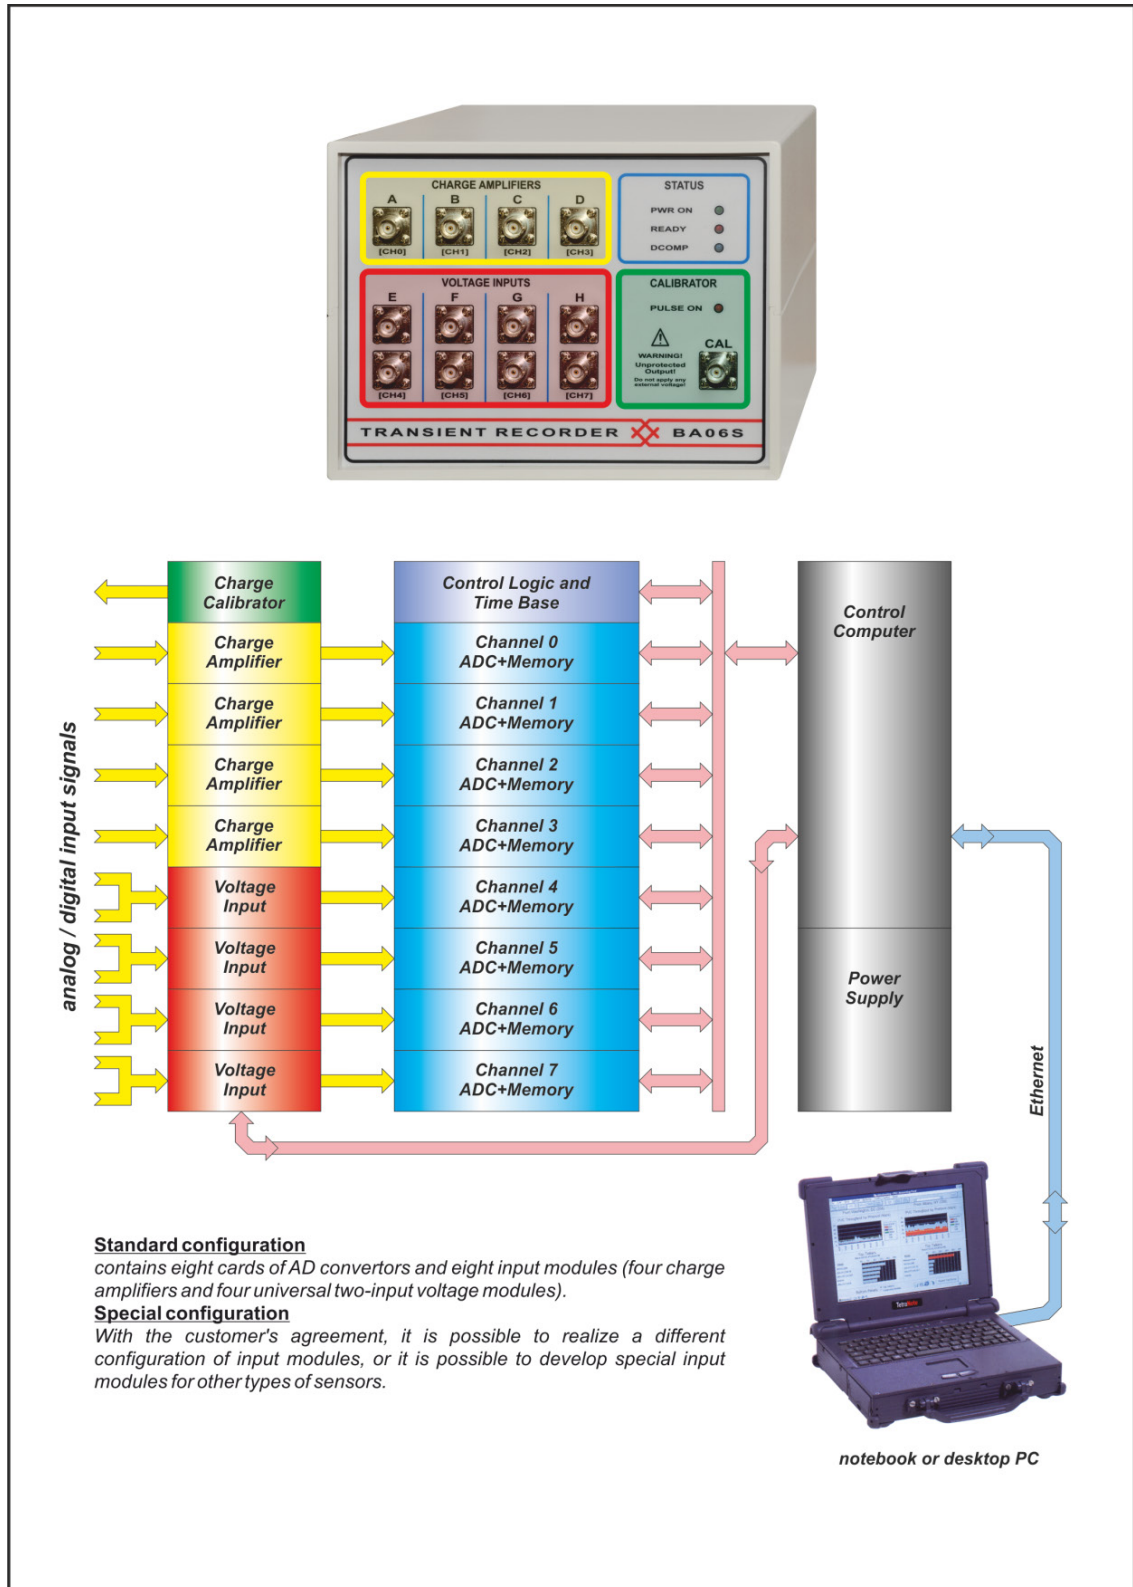 CHARGE AMPLIFIERS
A B C D
[CH0] [CH1] [CH2] [CH3]
STATUS
PWR ON
READY
DCOMP
VOLTAGE INPUTS
E F G H
[CH4] [CH5] [CH6] [CH7]
CALIBRATOR
PULSE ON
WARNING!
Unprotected
Output!
Do not apply any
external voltage!
CAL
TRANSIENT RECORDER BA06S
analog / digital input signals
Charge
Calibrator
Charge
Amplifier
Charge
Amplifier
Charge
Amplifier
Charge
Amplifier
Voltage
Input
Voltage
Input
Voltage
Input
Voltage
Input
Control Logic and
Time Base
Channel 0
ADC+Memory
Channel 1
ADC+Memory
Channel 2
ADC+Memory
Channel 3
ADC+Memory
Channel 4
ADC+Memory
Channel 5
ADC+Memory
Channel 6
ADC+Memory
Channel 7
ADC+Memory
Control
Computer
Power
Supply
Ethernet
Standard configuration
contains eight cards of AD convertors and eight input modules (four charge
amplifiers and four universal two-input voltage modules).
Special configuration
With the customer's agreement, it is possible to realize a different
configuration of input modules, or it is possible to develop special input
modules for other types of sensors.
notebook or desktop PC